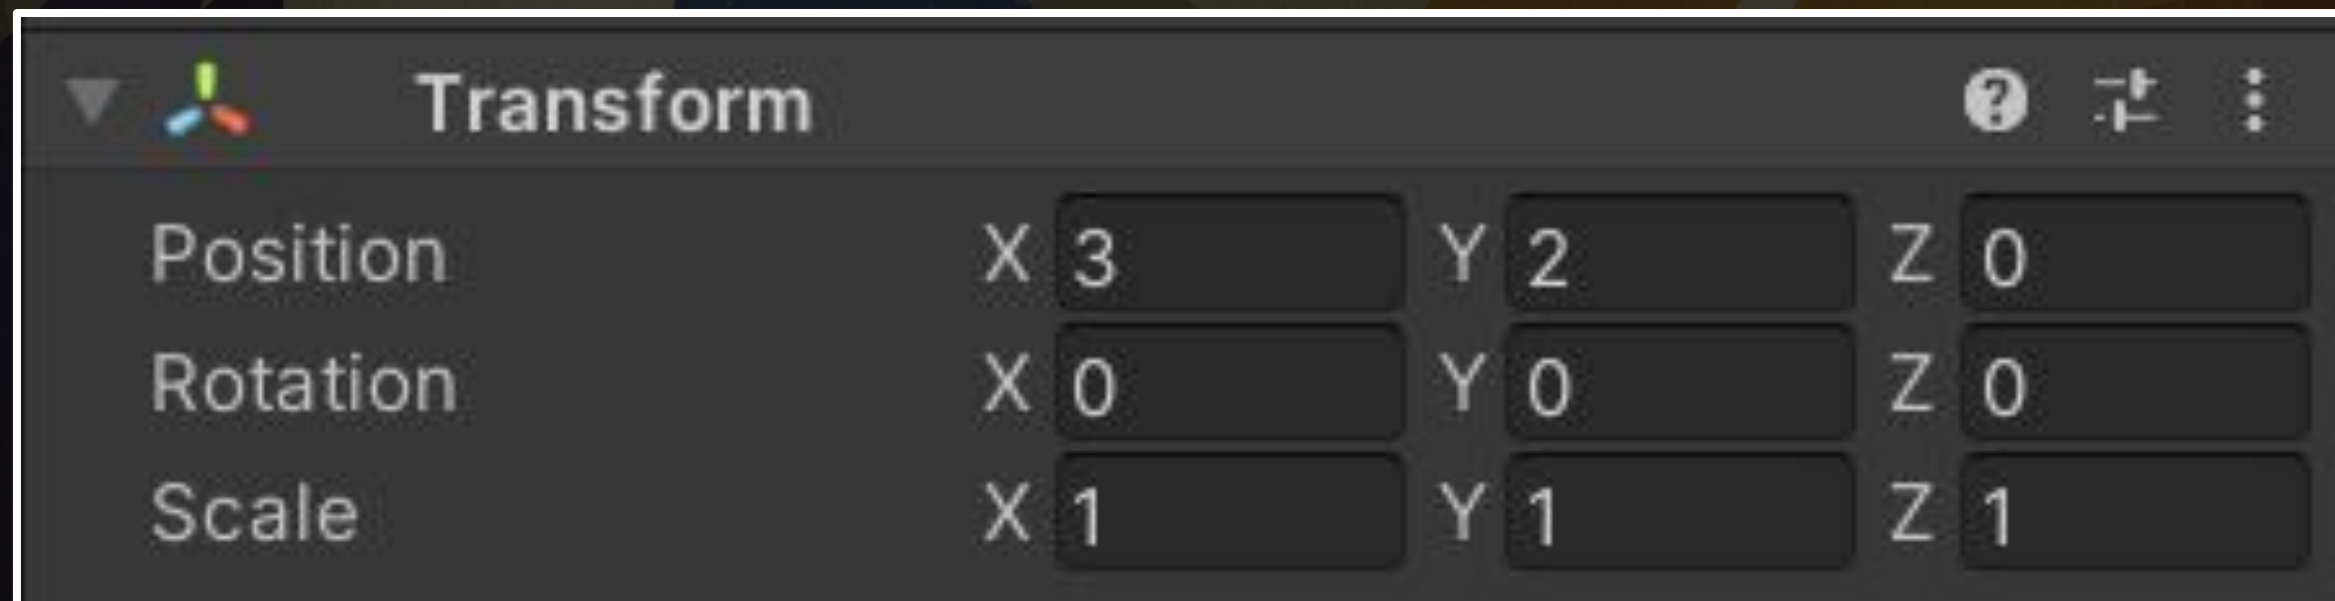 Transform
Position X 3 Y 2 Z 0
Rotation X 0 Y 0 Z 0
Scale X 1 Y 1 Z 1